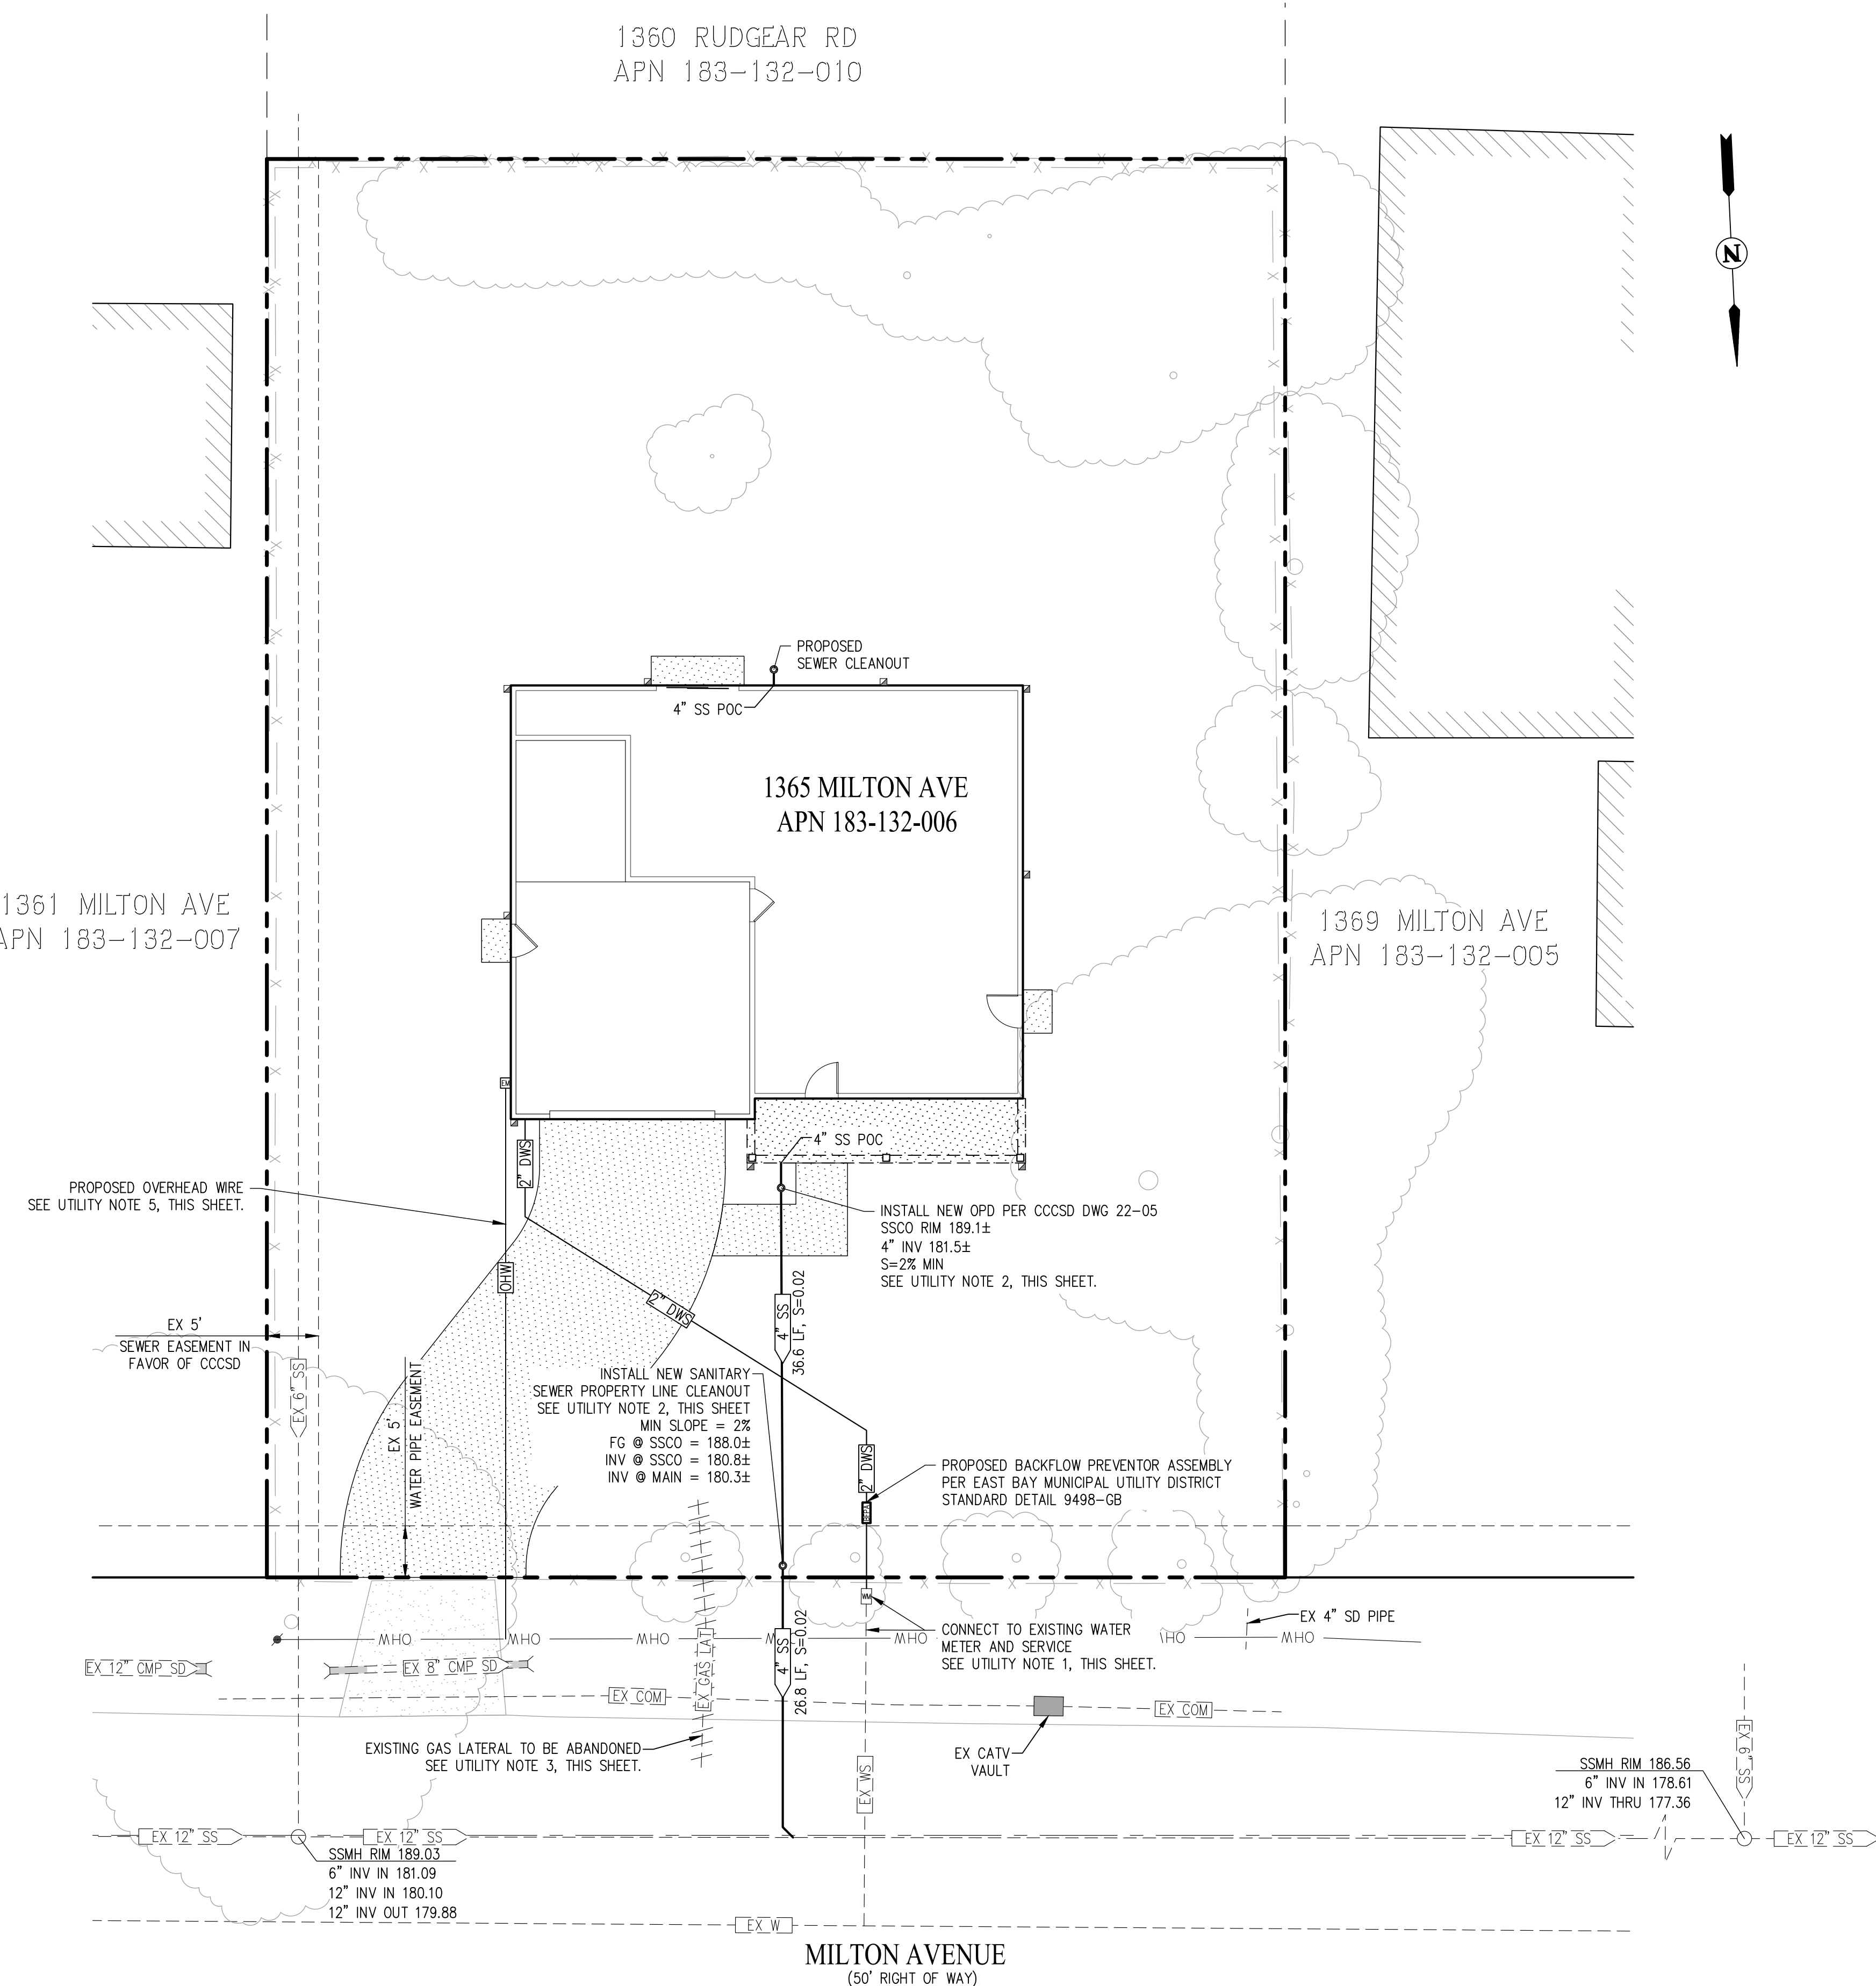 1360 RUDGEAR RD
APN 183-132-010
N
PROPOSED
SEWER CLEANOUT
4" SS POC
1365 MILTON AVE
APN 183-132-006
1361 MILTON AVE
APN 183-132-007
1369 MILTON AVE
APN 183-132-005
EM
2" DWS
4" SS POC
PROPOSED OVERHEAD WIRE
SEE UTILITY NOTE 5, THIS SHEET.
INSTALL NEW OPD PER CCCSD DWG 22-05
SSCO RIM 189.1±
4" INV 181.5±
S=2% MIN
SEE UTILITY NOTE 2, THIS SHEET.
OHW
2" DWS
4" SS
36.6 LF, S=0.02
EX 5'
SEWER EASEMENT IN
FAVOR OF CCCSD
EX 6" SS
EX 5'
WATER PIPE EASEMENT
INSTALL NEW SANITARY
SEWER PROPERTY LINE CLEANOUT
SEE UTILITY NOTE 2, THIS SHEET
MIN SLOPE = 2%
FG @ SSCO = 188.0±
INV @ SSCO = 180.8±
INV @ MAIN = 180.3±
2" DWS
PROPOSED BACKFLOW PREVENTOR ASSEMBLY
PER EAST BAY MUNICIPAL UTILITY DISTRICT
STANDARD DETAIL 9498-GB
WM
CONNECT TO EXISTING WATER
METER AND SERVICE
SEE UTILITY NOTE 1, THIS SHEET.
EX 4" SD PIPE
OHW
OHW
OHW
OHW
OHW
EX 12" CMP SD
EX 8" CMP SD
EX GAS LAT
4" SS
26.8 LF, S=0.02
EX COM
EX COM
EXISTING GAS LATERAL TO BE ABANDONED
SEE UTILITY NOTE 3, THIS SHEET.
EX CATV
VAULT
EX WS
EX 6" SS
SSMH RIM 186.56
6" INV IN 178.61
12" INV THRU 177.36
EX 12" SS
EX 12" SS
EX 12" SS
EX 12" SS
SSMH RIM 189.03
6" INV IN 181.09
12" INV IN 180.10
12" INV OUT 179.88
EX W
MILTON AVENUE
(50' RIGHT OF WAY)